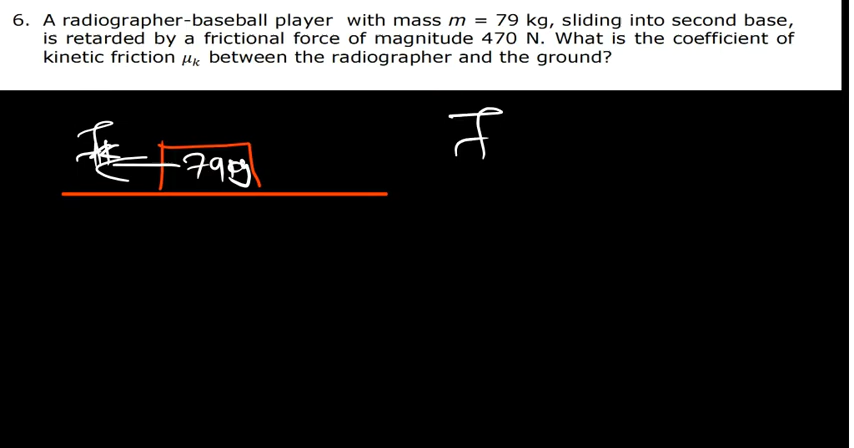 6. A radiographer-baseball player with mass m = 79 kg, sliding into second base,
is retarded by a frictional force of magnitude 470 N. What is the coefficient of
kinetic friction μk between the radiographer and the ground?